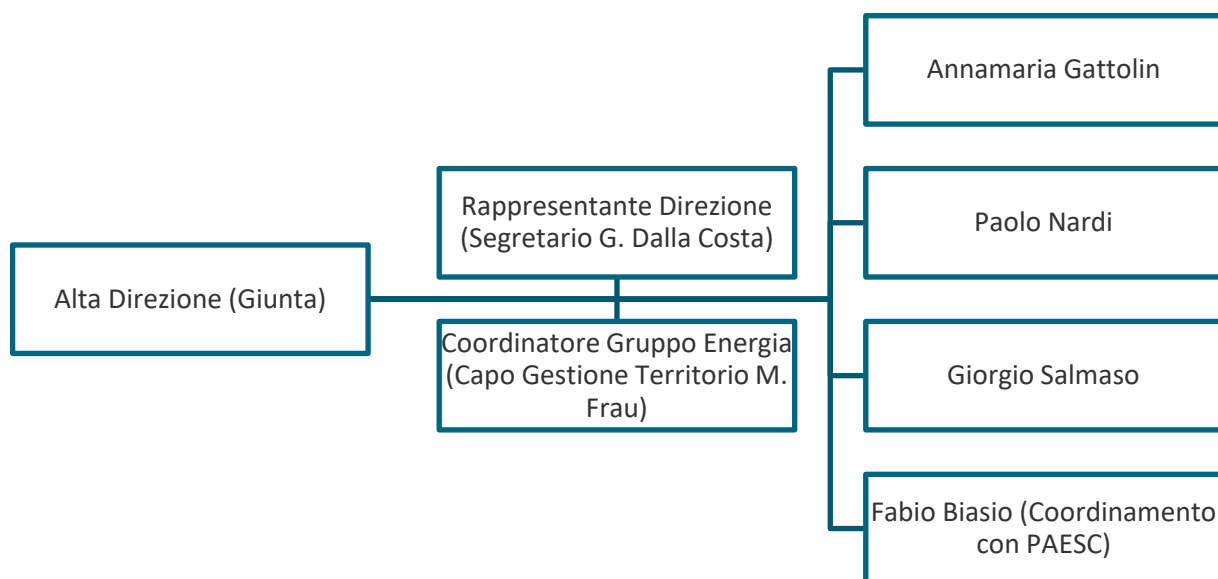 Alta Direzione (Giunta)
Rappresentante Direzione
(Segretario G. Dalla Costa)
Coordinatore Gruppo Energia
(Capo Gestione Territorio M.
Frau)
Annamaria Gattolin
Paolo Nardi
Giorgio Salmaso
Fabio Biasio (Coordinamento
con PAESC)